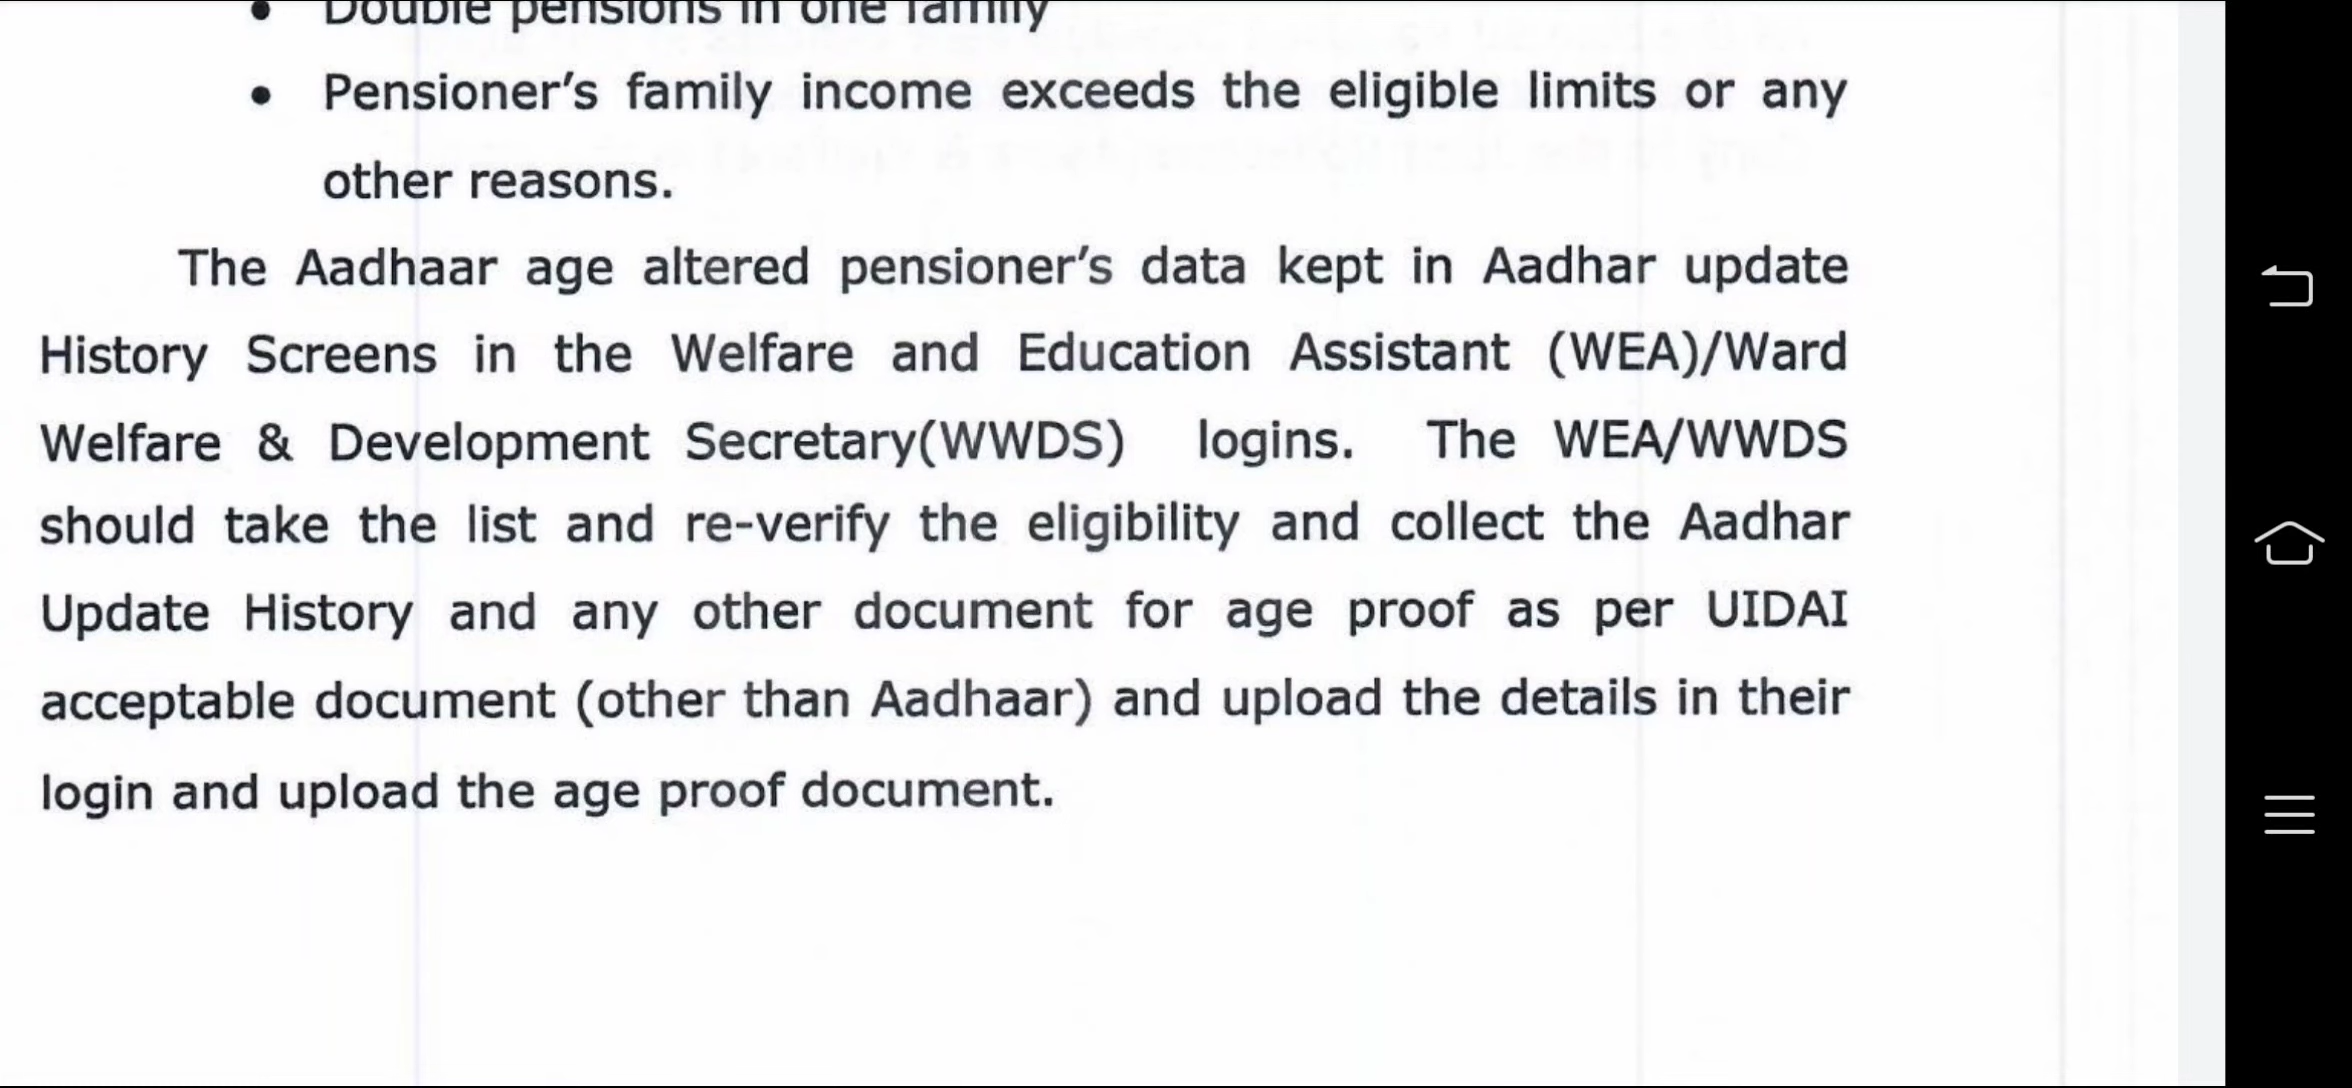 • Double pensions in one family
• Pensioner's family income exceeds the eligible limits or any
other reasons.
The Aadhaar age altered pensioner's data kept in Aadhar update
History Screens in the Welfare and Education Assistant (WEA)/Ward
Welfare & Development Secretary(WWDS) logins. The WEA/WWDS
should take the list and re-verify the eligibility and collect the Aadhar
Update History and any other document for age proof as per UIDAI
acceptable document (other than Aadhaar) and upload the details in their
login and upload the age proof document.